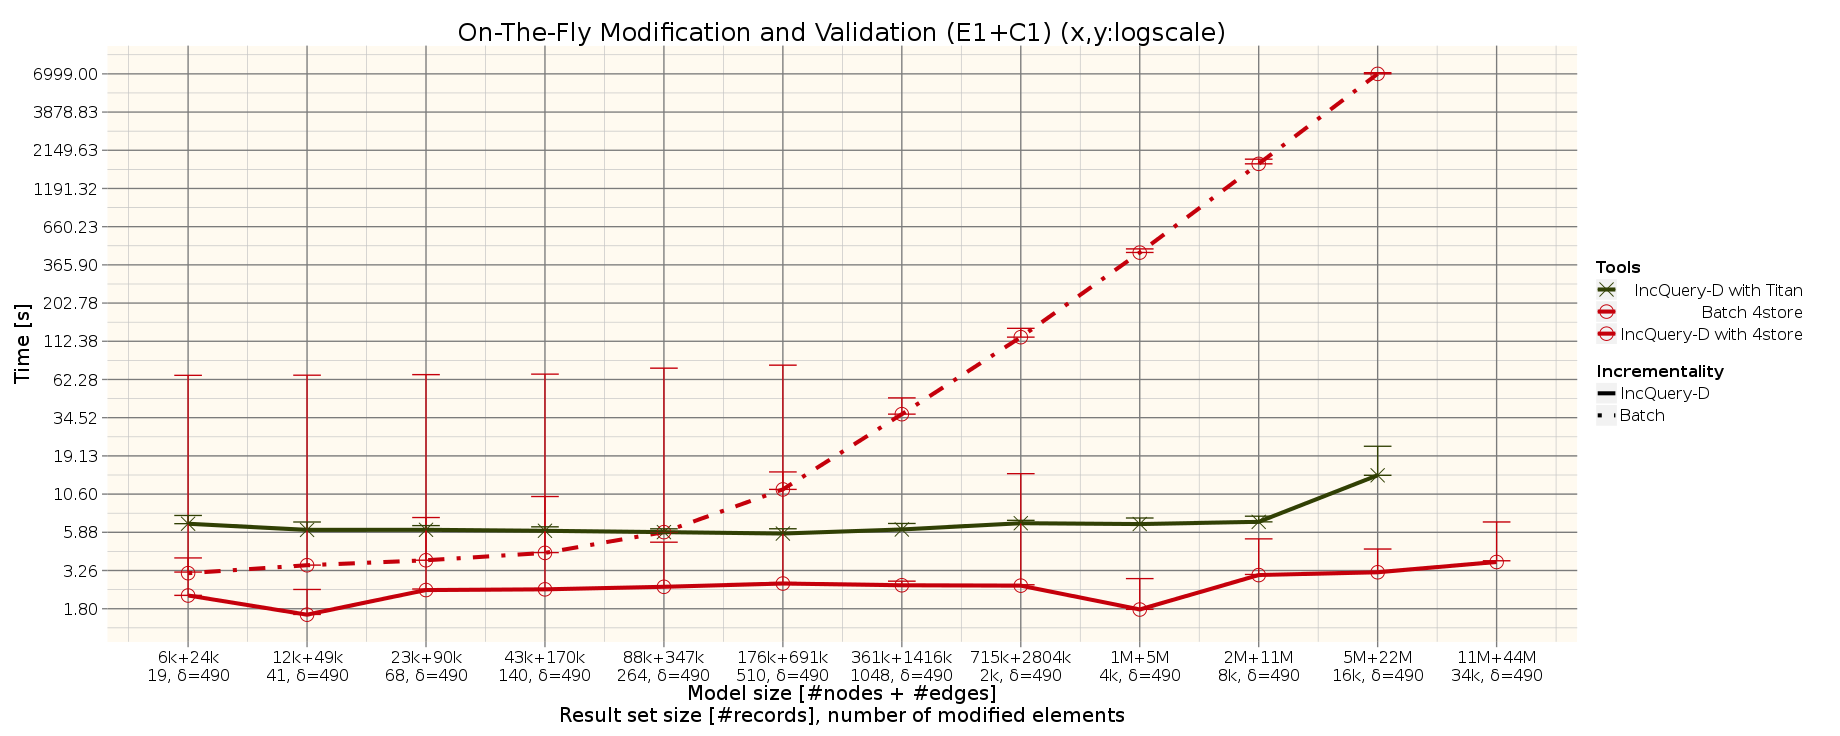 On-The-Fly Modification and Validation (E1+C1) (x,y:logscale)
6999.00
3878.83
2149.63
1191.32
660.23
365.90
202.78
112.38
62.28
34.52
19.13
10.60
5.88
3.26
1.80
Time [s]
6k+24k 12k+49k 23k+90k 43k+170k 88k+347k 176k+691k 361k+1416k 715k+2804k 1M+5M 2M+11M 5M+22M 11M+44M
19, δ=490 41, δ=490 68, δ=490 140, δ=490 264, δ=490 510, δ=490 1048, δ=490 2k, δ=490 4k, δ=490 8k, δ=490 16k, δ=490 34k, δ=490
Model size [#nodes + #edges]
Result set size [#records], number of modified elements
Tools
IncQuery-D with Titan
Batch 4store
IncQuery-D with 4store
Incrementality
IncQuery-D
Batch